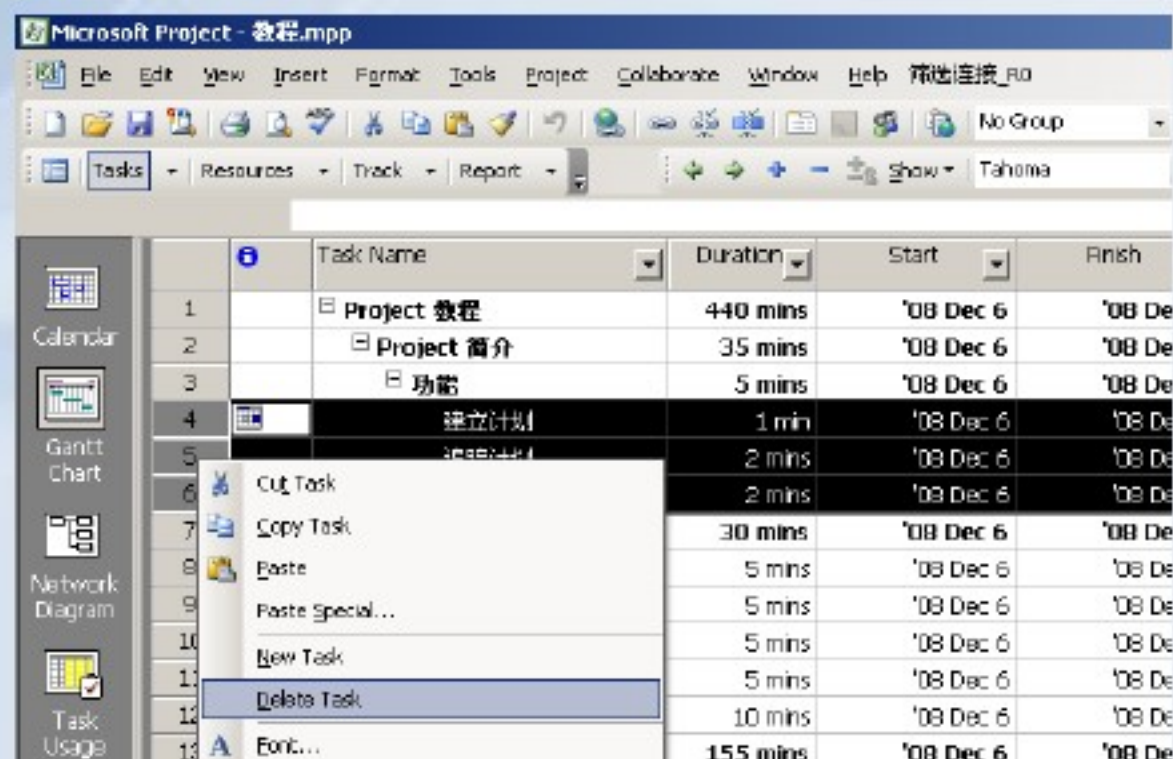 Microsoft Project - 教程.mpp
File Edit View Insert Format Tools Project Collaborate Window Help 筛选连接_R0
No Group
Tasks Resources Track Report Show Tahoma
Task Name Duration Start Finish
Calendar
Gantt Chart
Network Diagram
Task Usage
1 Project 教程 440 mins '08 Dec 6 '08 De
2 Project 简介 35 mins '08 Dec 6 '08 De
3 功能 5 mins '08 Dec 6 '08 De
4 建立计划 1 min '08 Dec 6 '08 De
5 2 mins '08 Dec 6 '08 De
6 2 mins '08 Dec 6 '08 De
7 30 mins '08 Dec 6 '08 De
8 5 mins '08 Dec 6 '08 De
9 5 mins '08 Dec 6 '08 De
10 5 mins '08 Dec 6 '08 De
11 5 mins '08 Dec 6 '08 De
12 10 mins '08 Dec 6 '08 De
13 155 mins '08 Dec 6 '08 De
Cut Task
Copy Task
Paste
Paste Special...
New Task
Delete Task
Font...